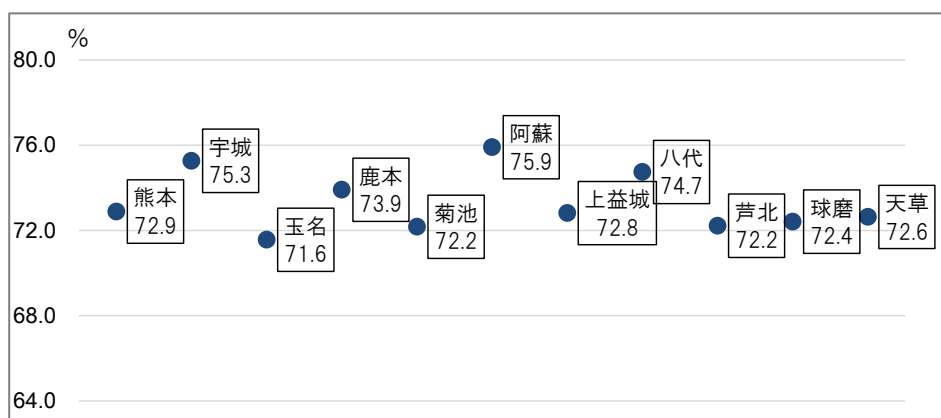 %
80.0
76.0
72.0
68.0
64.0
熊本
72.9
宇城
75.3
玉名
71.6
鹿本
73.9
菊池
72.2
阿蘇
75.9
上益城
72.8
八代
74.7
芦北
72.2
球磨
72.4
天草
72.6